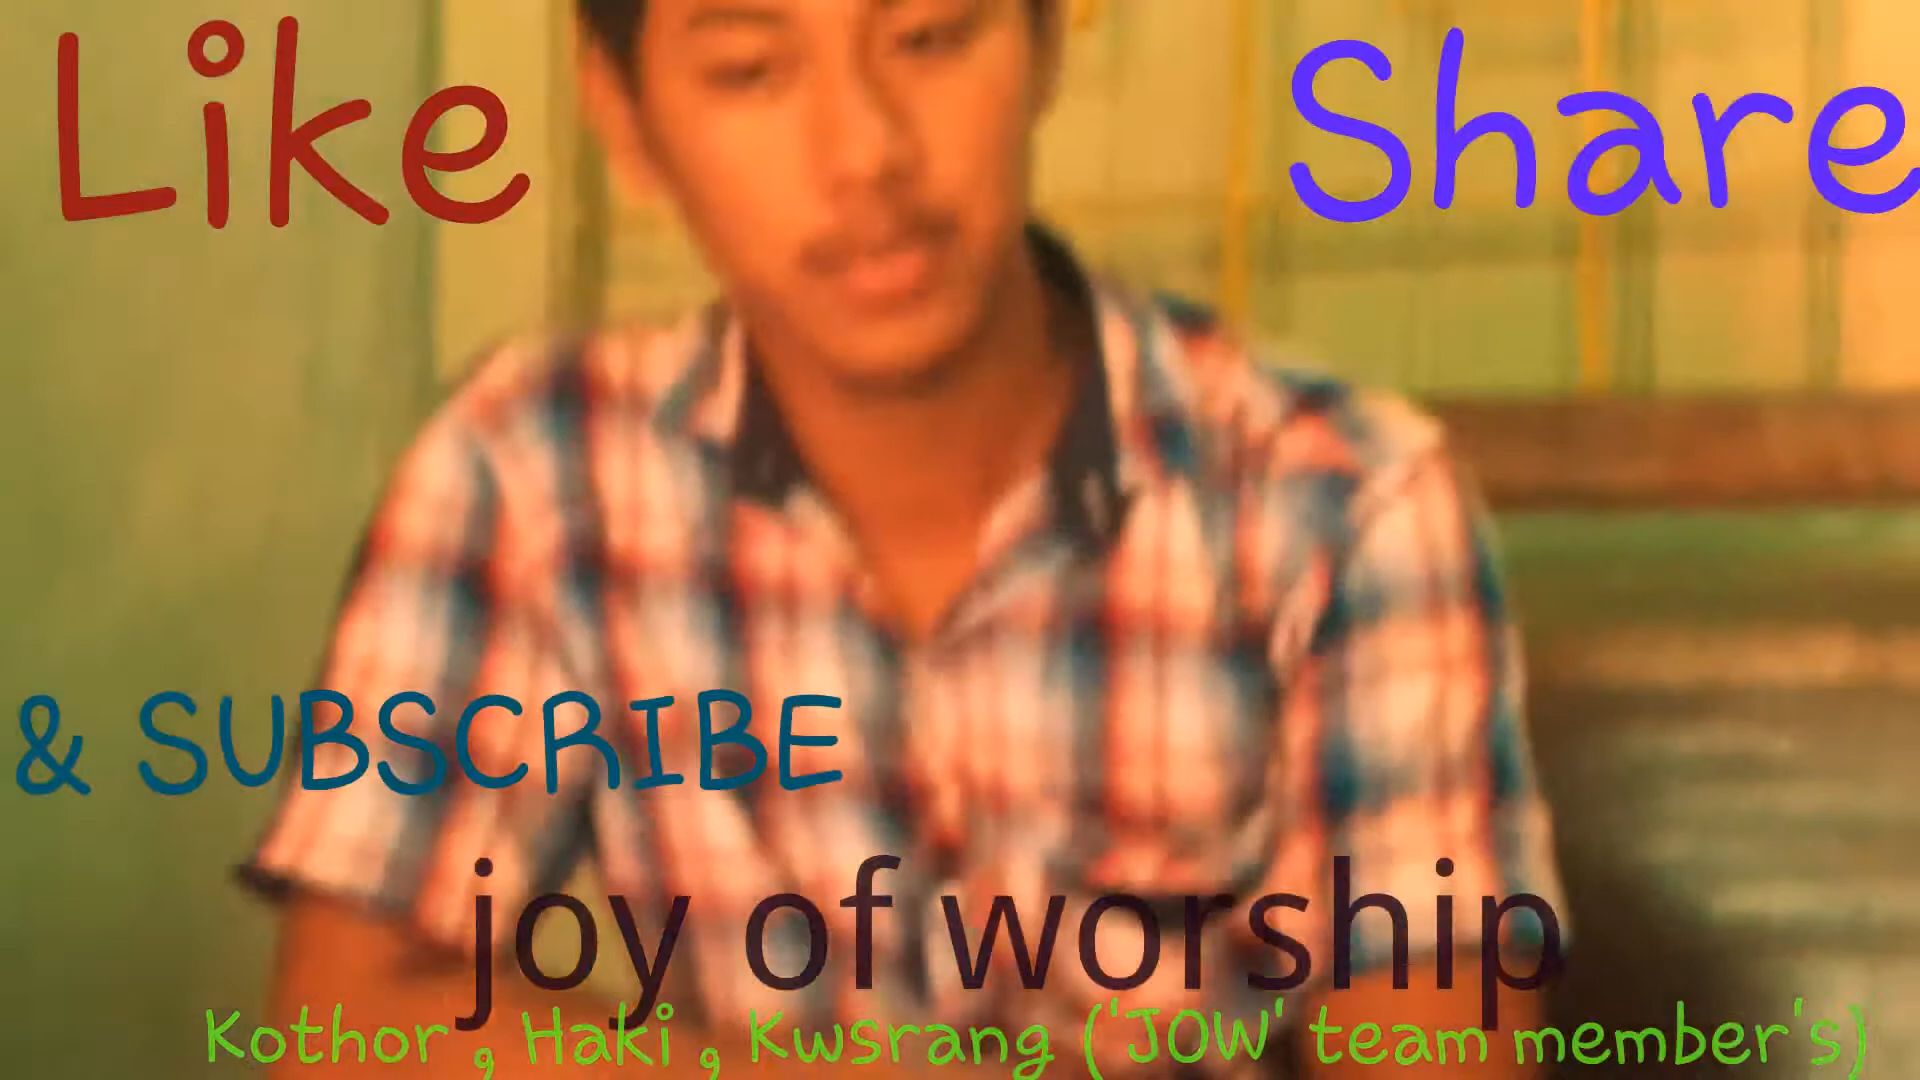 Like
Share
& SUBSCRIBE
joy of worship
Kothor , Haki , Kwsrang ('JOW' team member's)